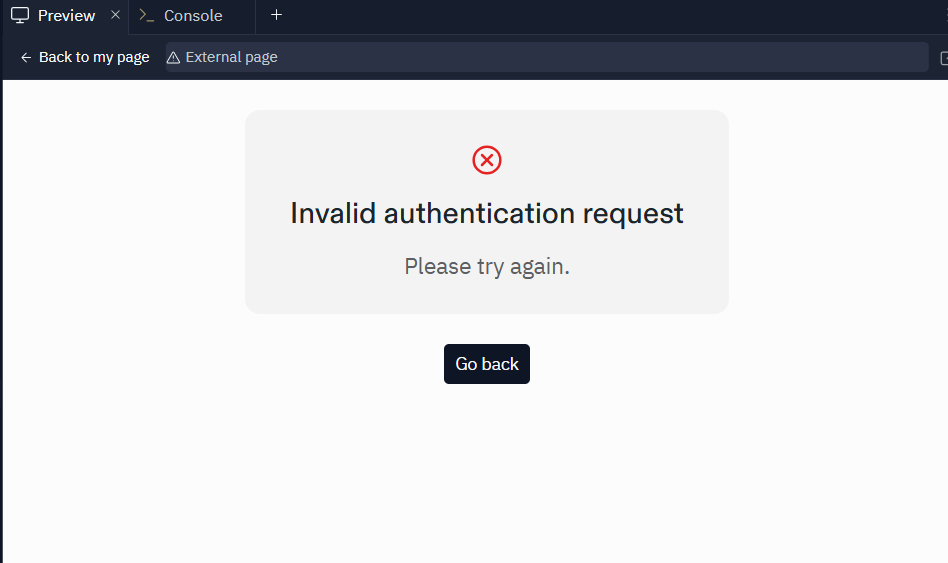 Preview
Console
Back to my page
External page
Invalid authentication request
Please try again.
Go back